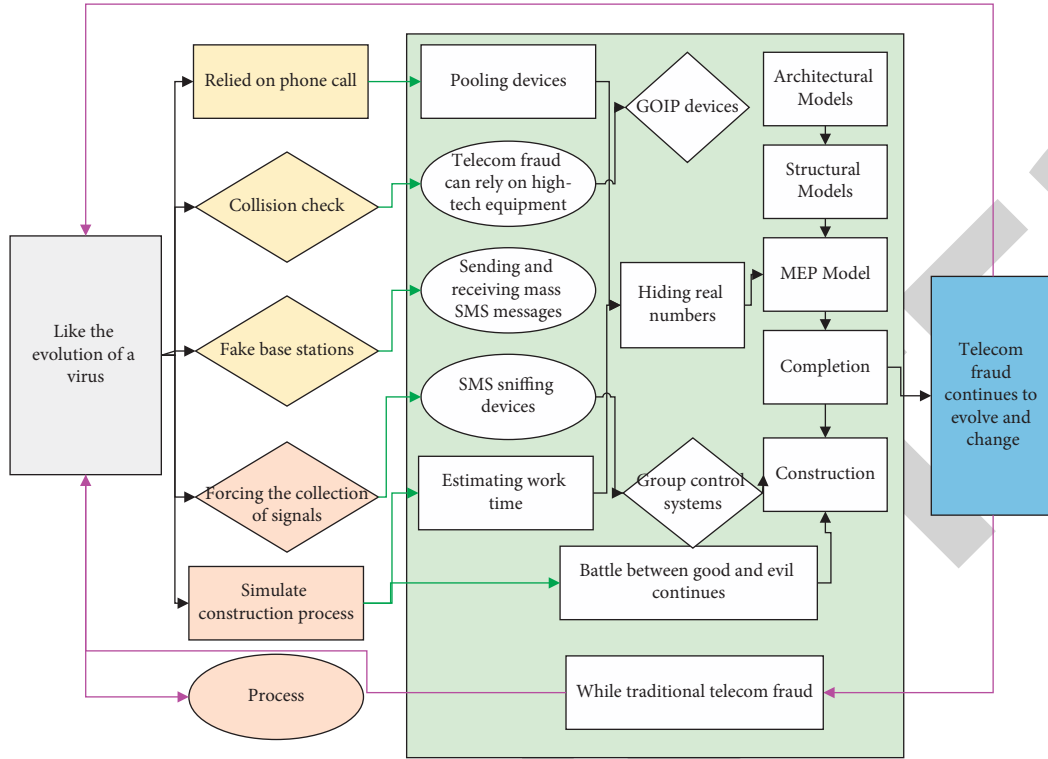 Like the
evolution of a
virus
Relied on phone call
Collision check
Fake base stations
Forcing the collection
of signals
Simulate
construction process
Process
Pooling devices
Telecom fraud
can rely on high-
tech equipment
Sending and
receiving mass
SMS messages
SMS sniffing
devices
Estimating work
time
GOIP devices
Hiding real
numbers
Group control
systems
Battle between good and evil
continues
While traditional telecom fraud
Architectural
Models
Structural
Models
MEP Model
Completion
Construction
Telecom
fraud
continues to
evolve and
change